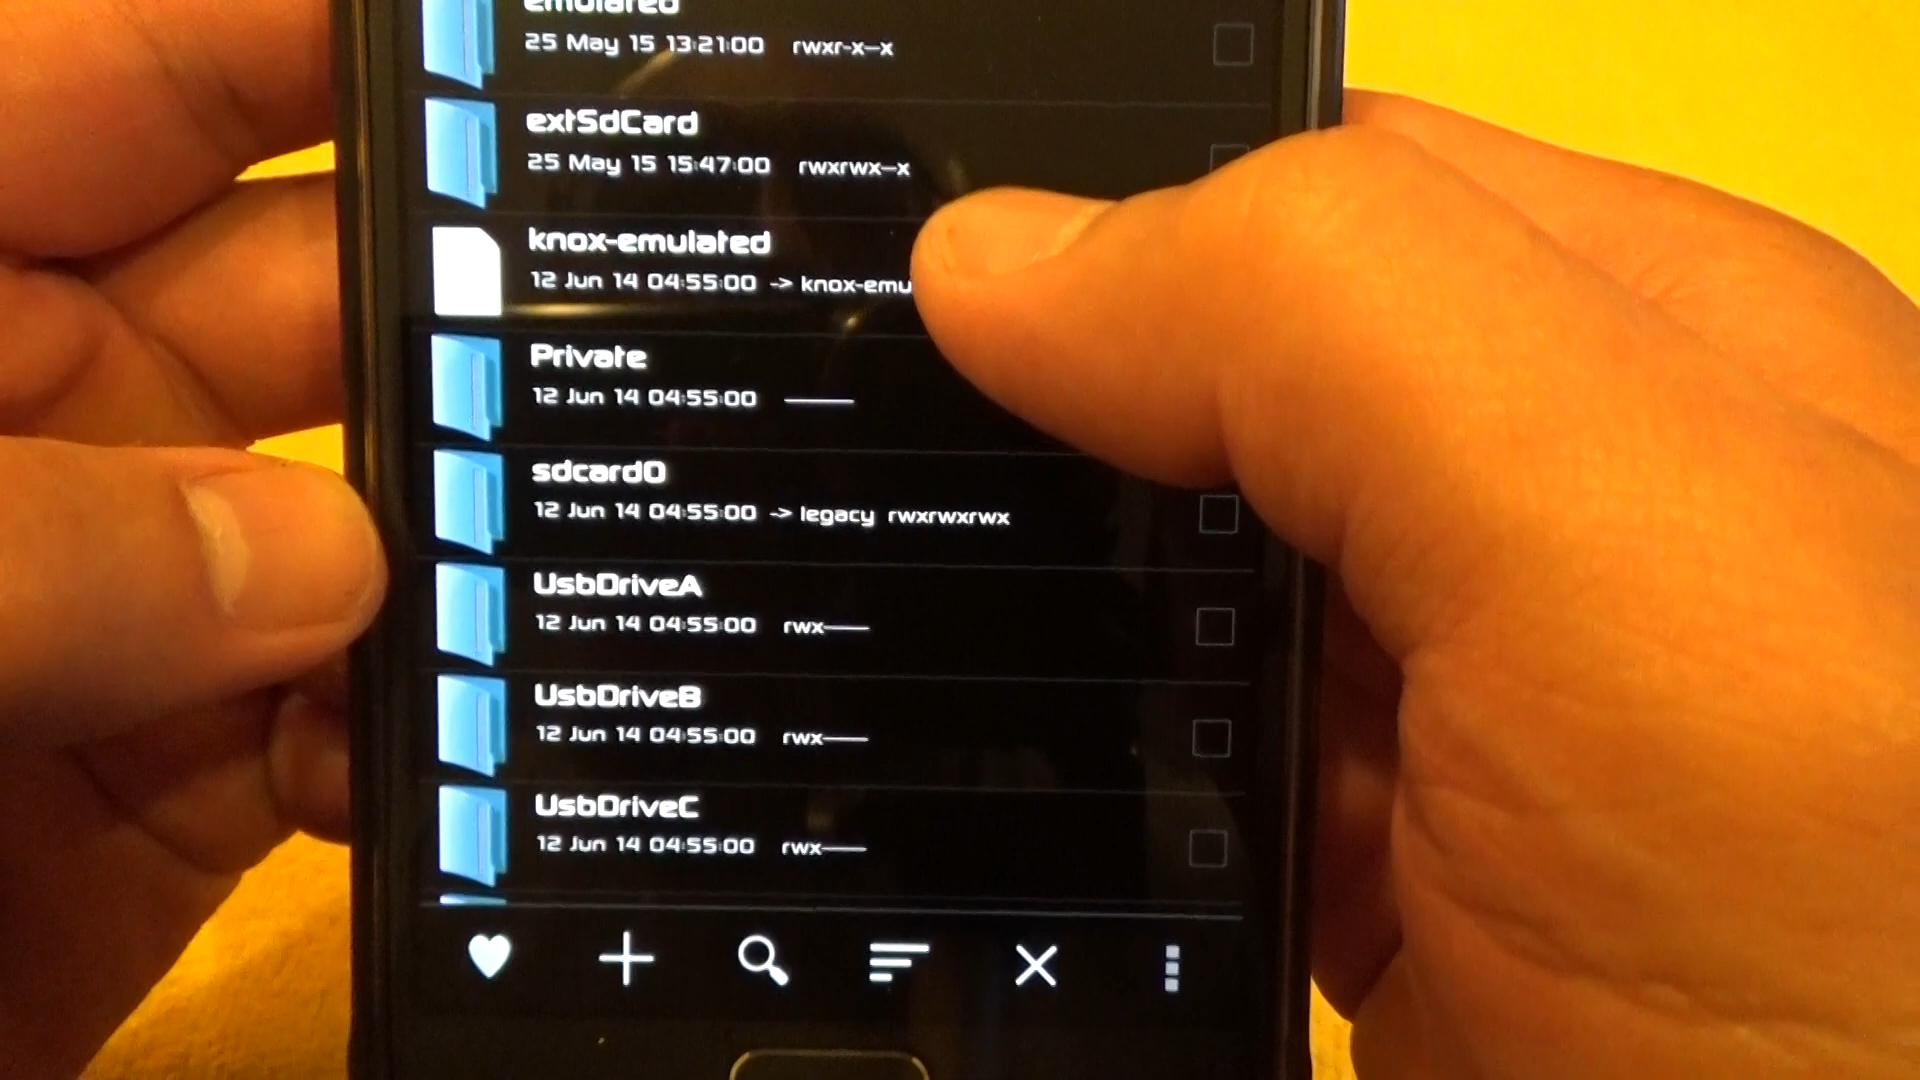 emulated
25 May 15 13:21:00 rwxr-x--x
extSdCard
25 May 15 15:47:00 rwxrwx--x
knox-emulated
12 Jun 14 04:55:00 -> knox-emu
Private
12 Jun 14 04:55:00 ---------
sdcard0
12 Jun 14 04:55:00 -> legacy rwxrwxrwx
UsbDriveA
12 Jun 14 04:55:00 rwx------
UsbDriveB
12 Jun 14 04:55:00 rwx------
UsbDriveC
12 Jun 14 04:55:00 rwx------